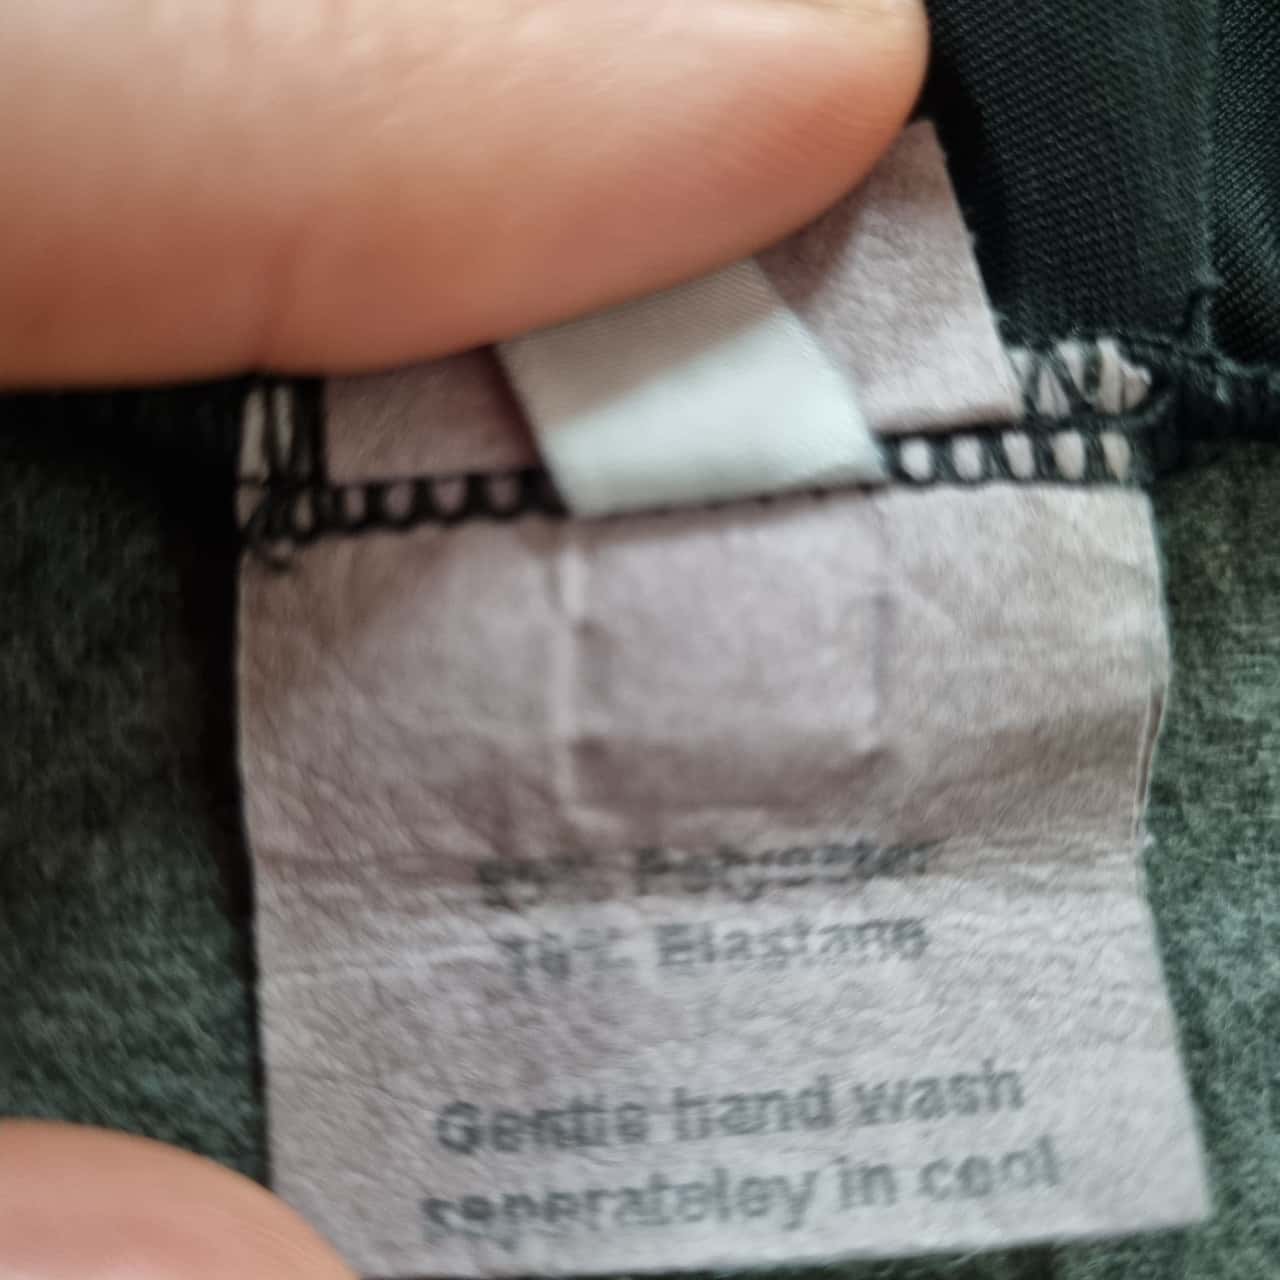 Polyester
Elastane
Gentle hand wash
seperateley in cool